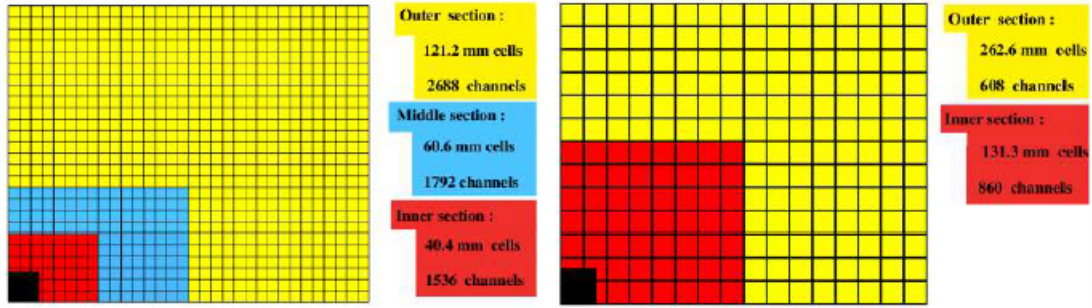 Outer section :
121.2 mm cells
2688 channels
Middle section :
60.6 mm cells
1792 channels
Inner section :
40.4 mm cells
1536 channels
Outer section :
262.6 mm cells
608 channels
Inner section :
131.3 mm cells
860 channels